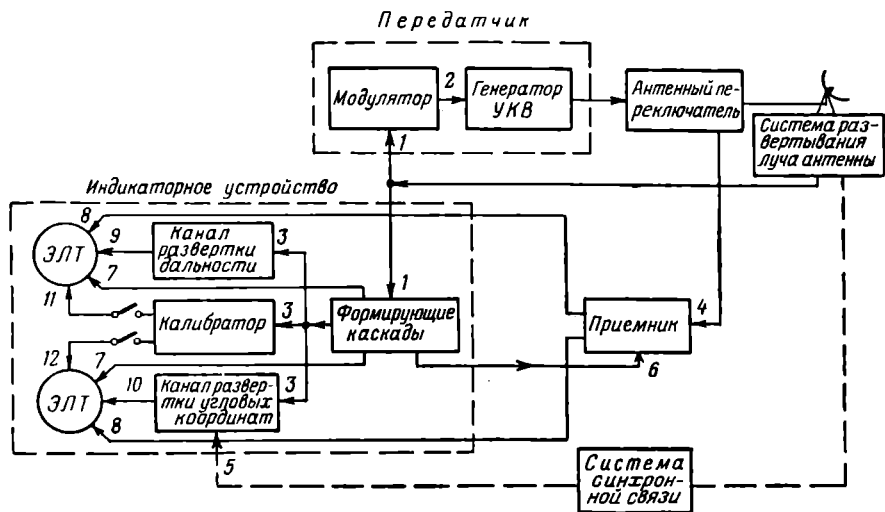 Передатчик
Модулятор
2
Генератор
УКВ
Антенный пе-
реключатель
Система раз-
вертывания
луча антенны
1
Индикаторное устройство
8
ЭЛТ
9
Канал
развертки
дальности
3
7
11
1
Калибратор
3
Формирующие
каскады
Приемник
4
6
12
7
ЭЛТ
10
Канал развер-
тки угловых
координат
3
8
5
Система
синхрон-
ной связи